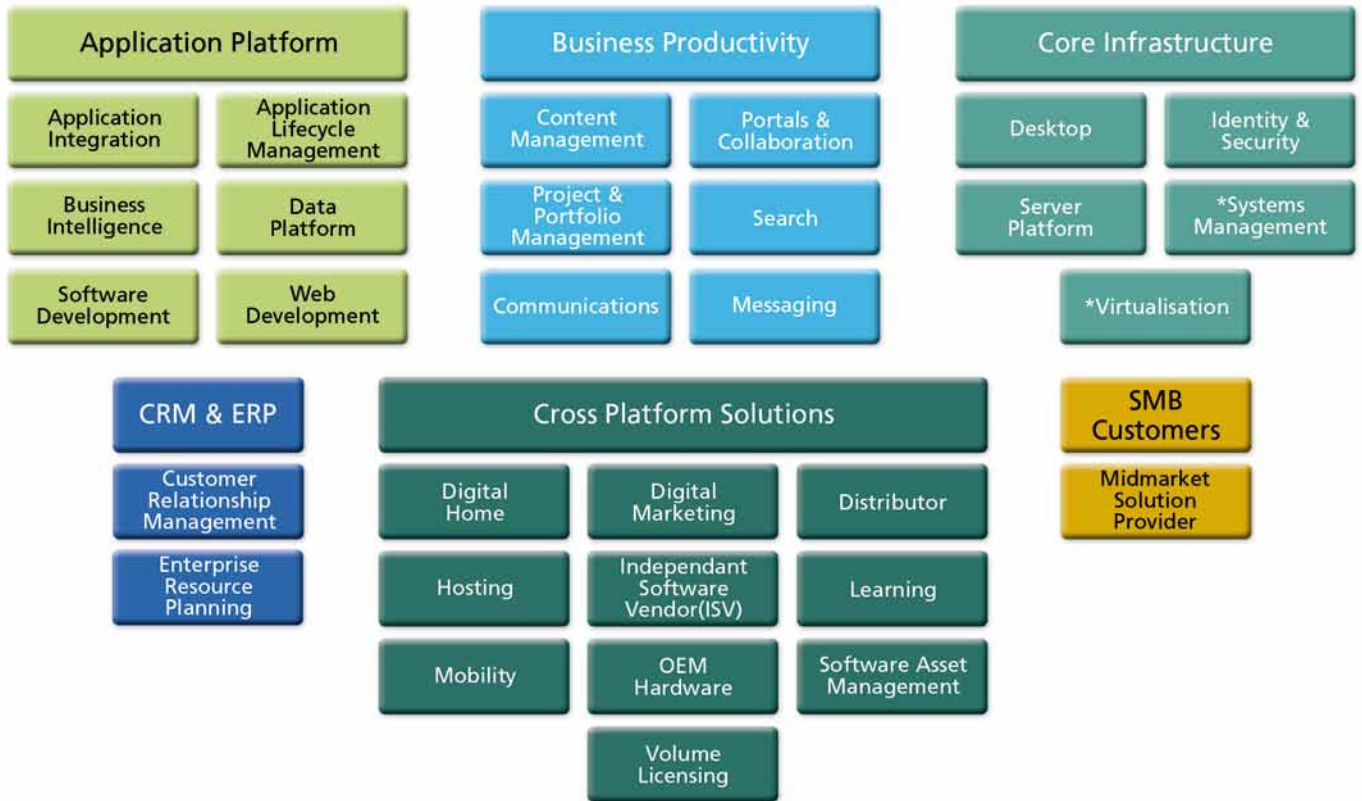 Application Platform
Application
Integration
Application
Lifecycle
Management
Business
Intelligence
Data
Platform
Software
Development
Web
Development
Business Productivity
Content
Management
Portals &
Collaboration
Project &
Portfolio
Management
Search
Communications
Messaging
Core Infrastructure
Desktop
Identity &
Security
Server
Platform
*Systems
Management
*Virtualisation
CRM & ERP
Customer
Relationship
Management
Enterprise
Resource
Planning
Cross Platform Solutions
Digital
Home
Digital
Marketing
Distributor
Hosting
Independant
Software
Vendor(ISV)
Learning
Mobility
OEM
Hardware
Software Asset
Management
Volume
Licensing
SMB
Customers
Midmarket
Solution
Provider